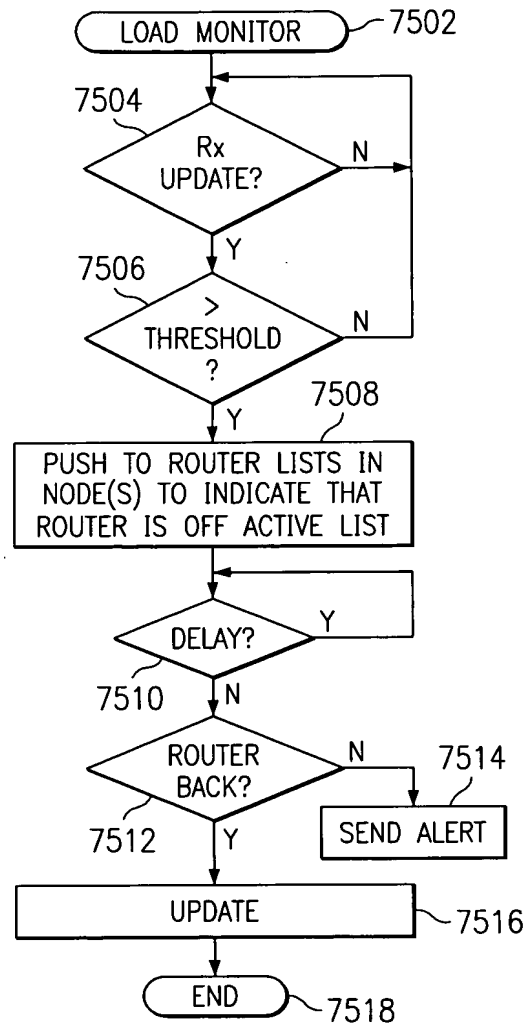 LOAD MONITOR
7502
7504
Rx
UPDATE?
N
Y
7506
>
THRESHOLD
?
N
Y
7508
PUSH TO ROUTER LISTS IN
NODE(S) TO INDICATE THAT
ROUTER IS OFF ACTIVE LIST
DELAY?
Y
7510
N
ROUTER
BACK?
N
7514
7512
Y
SEND ALERT
UPDATE
7516
END
7518